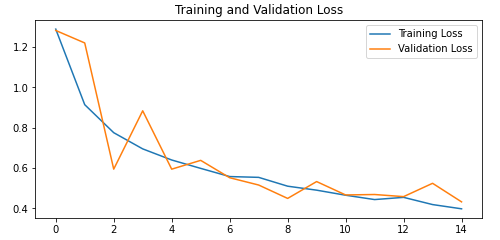 Training and Validation Loss
Training Loss
Validation Loss
1.2
1.0
0.8
0.6
0.4
0 2 4 6 8 10 12 14